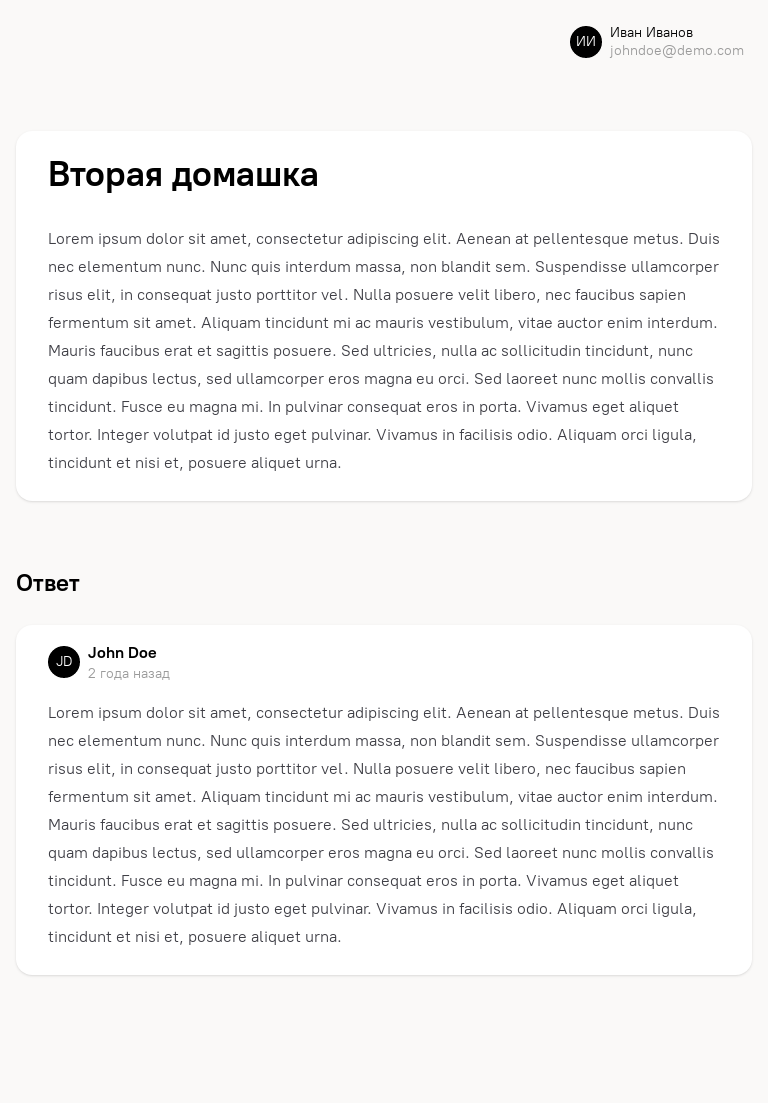 ИИ
Иван Иванов
johndoe@demo.com
Вторая домашка
Lorem ipsum dolor sit amet, consectetur adipiscing elit. Aenean at pellentesque metus. Duis
nec elementum nunc. Nunc quis interdum massa, non blandit sem. Suspendisse ullamcorper
risus elit, in consequat justo porttitor vel. Nulla posuere velit libero, nec faucibus sapien
fermentum sit amet. Aliquam tincidunt mi ac mauris vestibulum, vitae auctor enim interdum.
Mauris faucibus erat et sagittis posuere. Sed ultricies, nulla ac sollicitudin tincidunt, nunc
quam dapibus lectus, sed ullamcorper eros magna eu orci. Sed laoreet nunc mollis convallis
tincidunt. Fusce eu magna mi. In pulvinar consequat eros in porta. Vivamus eget aliquet
tortor. Integer volutpat id justo eget pulvinar. Vivamus in facilisis odio. Aliquam orci ligula,
tincidunt et nisi et, posuere aliquet urna.
Ответ
JD
John Doe
2 года назад
Lorem ipsum dolor sit amet, consectetur adipiscing elit. Aenean at pellentesque metus. Duis
nec elementum nunc. Nunc quis interdum massa, non blandit sem. Suspendisse ullamcorper
risus elit, in consequat justo porttitor vel. Nulla posuere velit libero, nec faucibus sapien
fermentum sit amet. Aliquam tincidunt mi ac mauris vestibulum, vitae auctor enim interdum.
Mauris faucibus erat et sagittis posuere. Sed ultricies, nulla ac sollicitudin tincidunt, nunc
quam dapibus lectus, sed ullamcorper eros magna eu orci. Sed laoreet nunc mollis convallis
tincidunt. Fusce eu magna mi. In pulvinar consequat eros in porta. Vivamus eget aliquet
tortor. Integer volutpat id justo eget pulvinar. Vivamus in facilisis odio. Aliquam orci ligula,
tincidunt et nisi et, posuere aliquet urna.